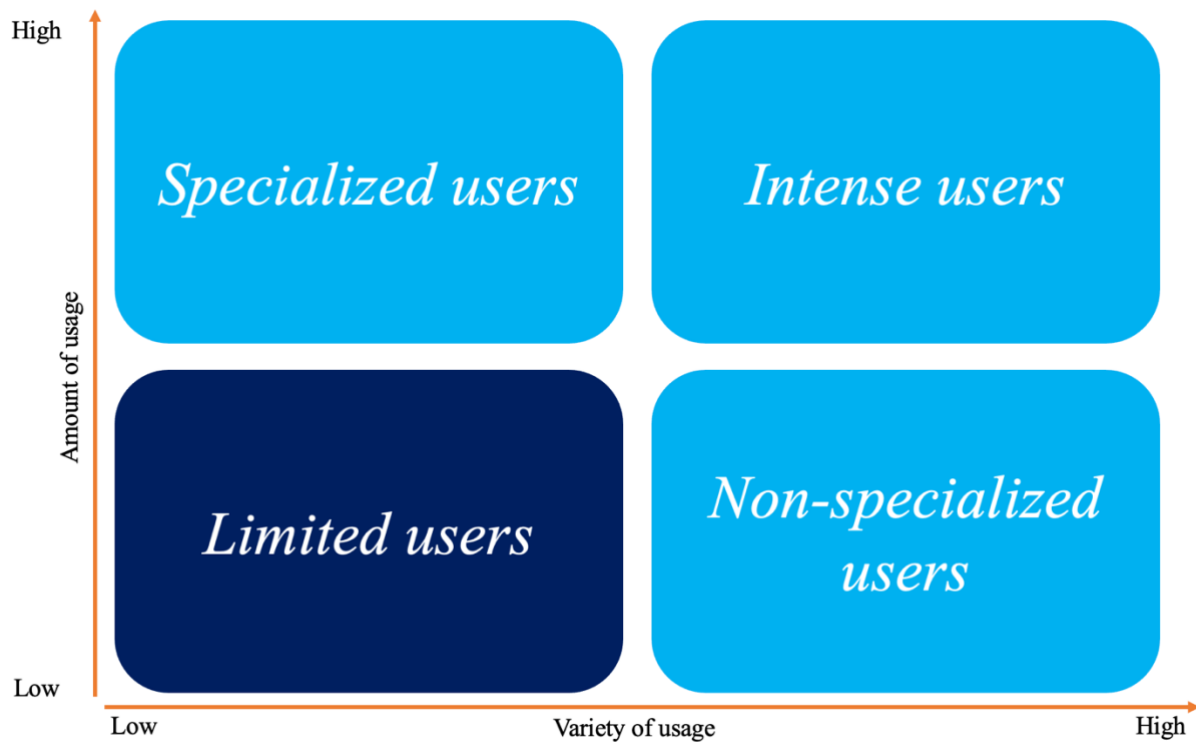 High
Specialized users
Intense users
Amount of usage
Limited users
Non-specialized
users
Low
Low
Variety of usage
High